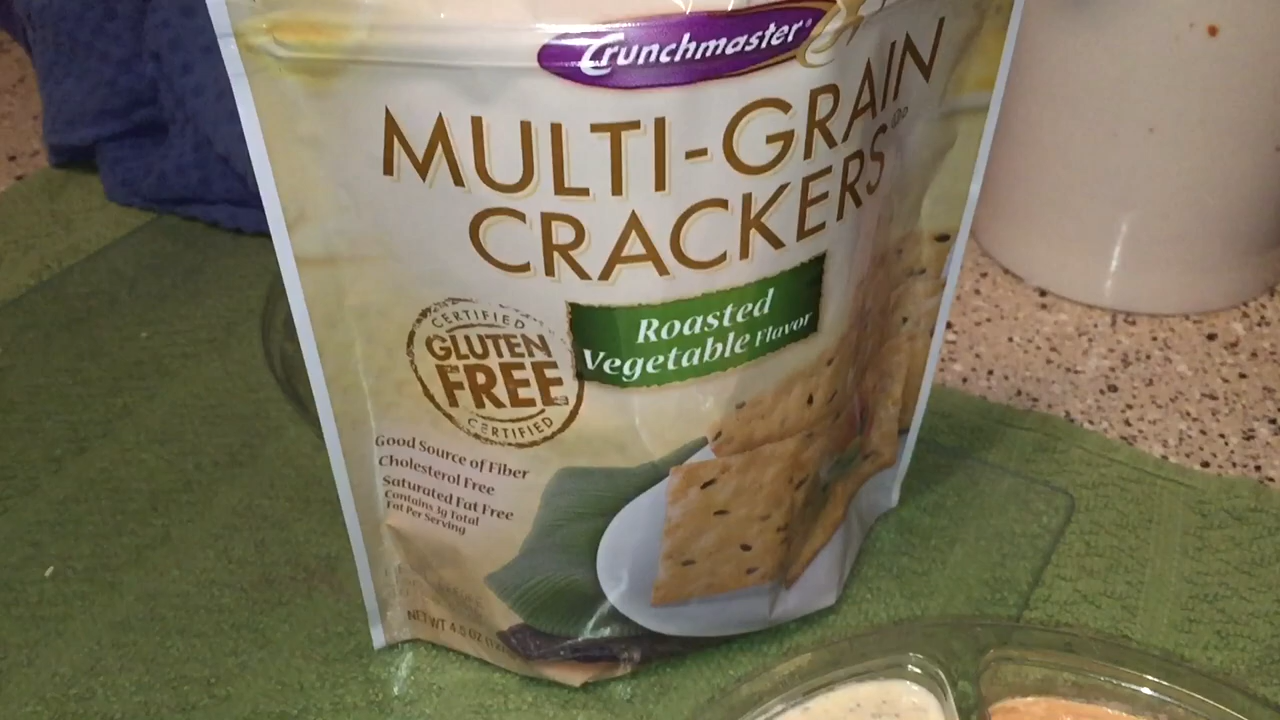 Crunchmaster®
MULTI-GRAIN
CRACKERS
Roasted
Vegetable Flavor
CERTIFIED
GLUTEN
FREE
CERTIFIED
Good Source of Fiber
Cholesterol Free
Saturated Fat Free
Contains 3g Total
Fat Per Serving
NET WT 4.5 OZ